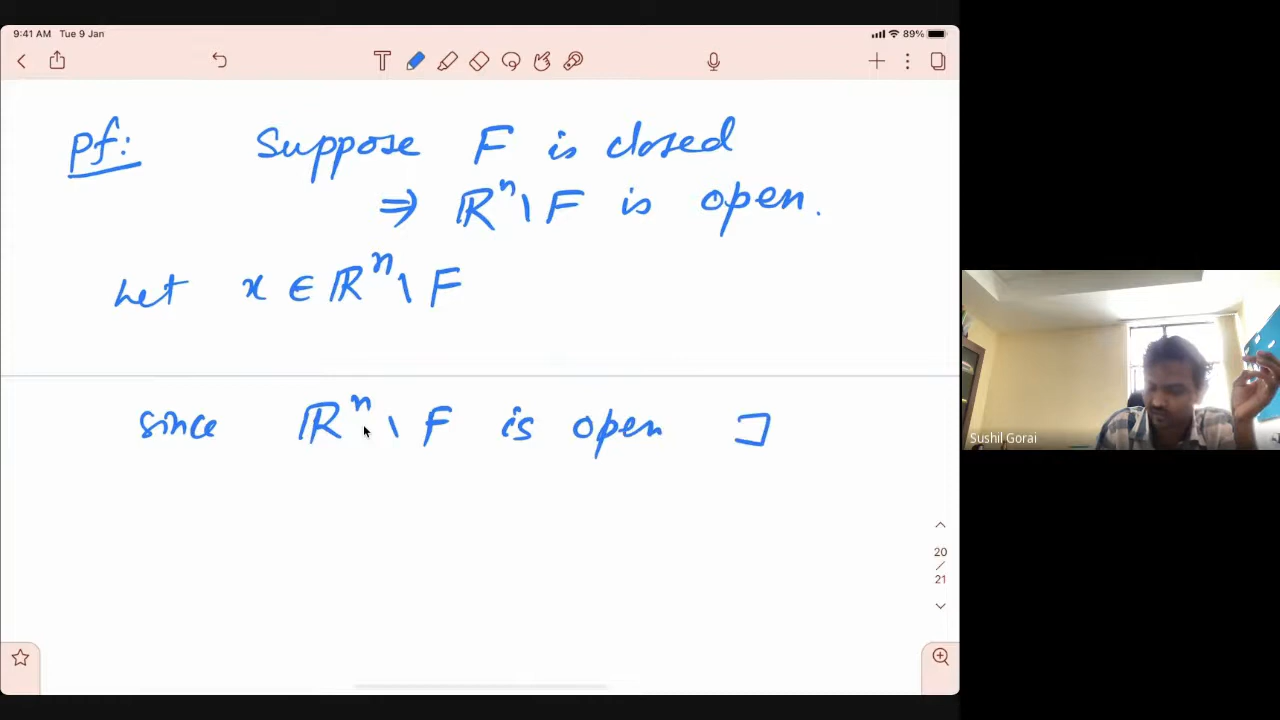 9:41 AM Tue 9 Jan
89%
Pf: Suppose F is closed
⇒ ℝⁿ \ F is open.
Let x ∈ ℝⁿ \ F
since ℝⁿ \ F is open ∃
Sushil Gorai
20
/
21